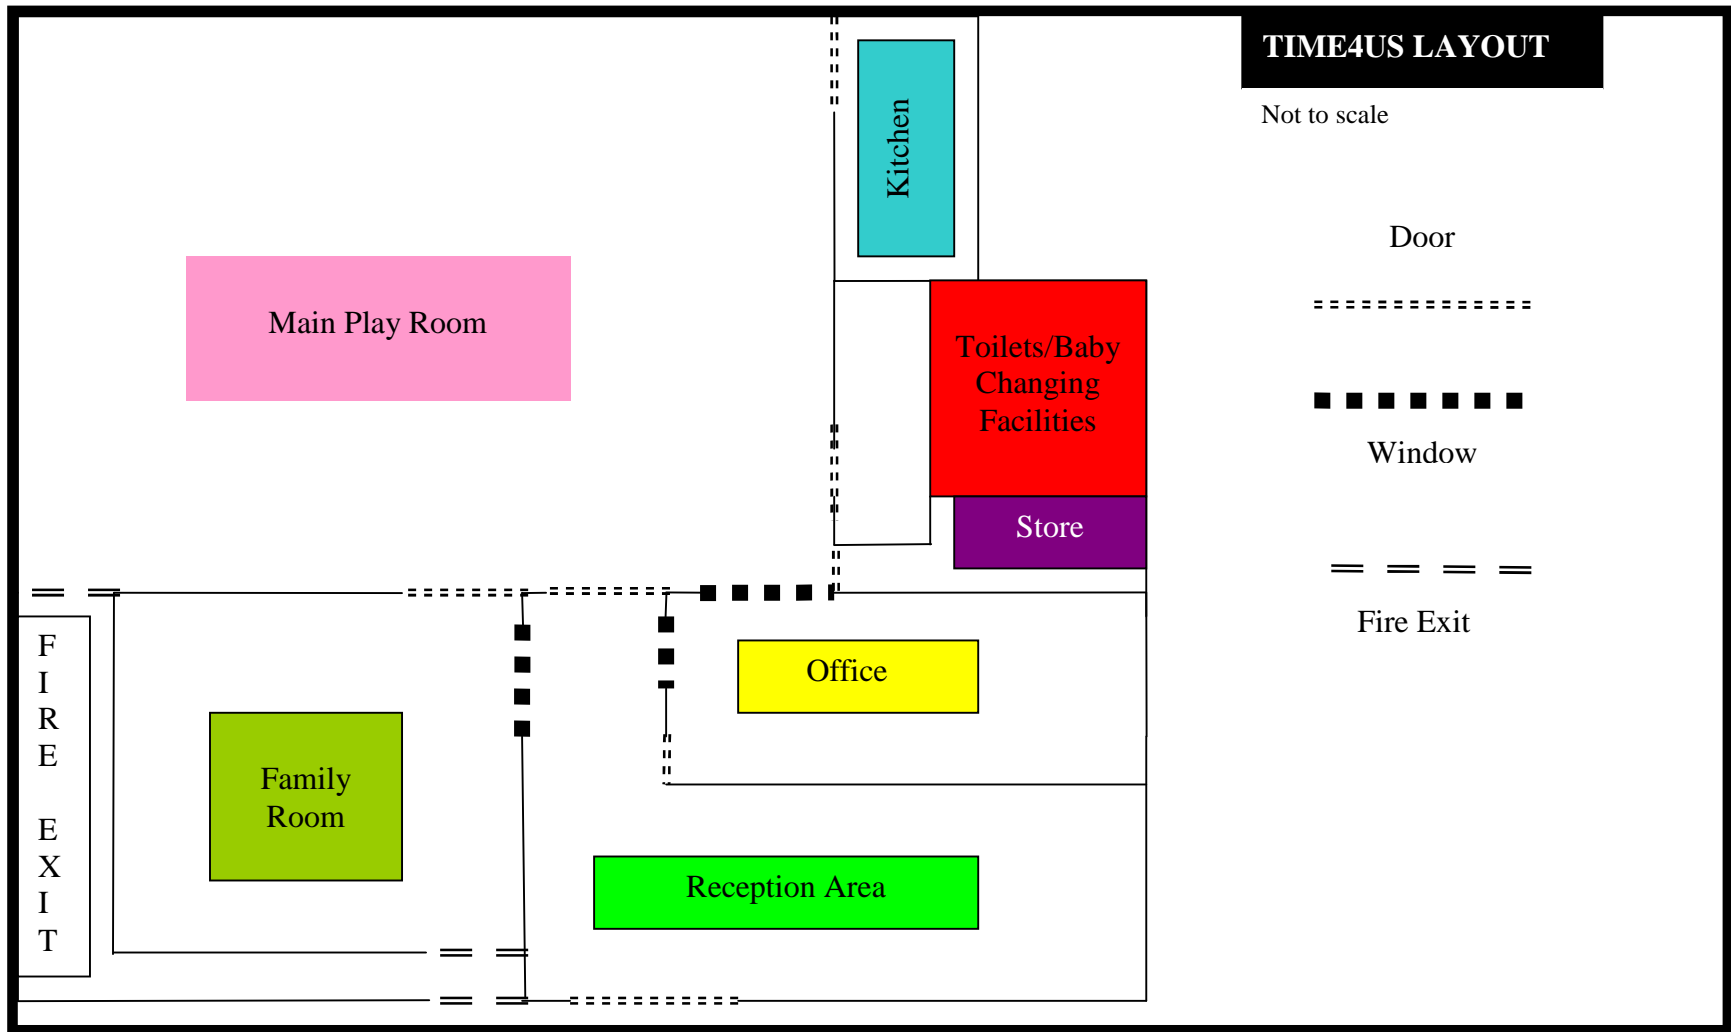 TIME4US LAYOUT
Not to scale
Kitchen
Door
Main Play Room
Toilets/Baby
Changing
Facilities
Window
Store
Fire Exit
F
I
R
E
E
X
I
T
Office
Family
Room
Reception Area